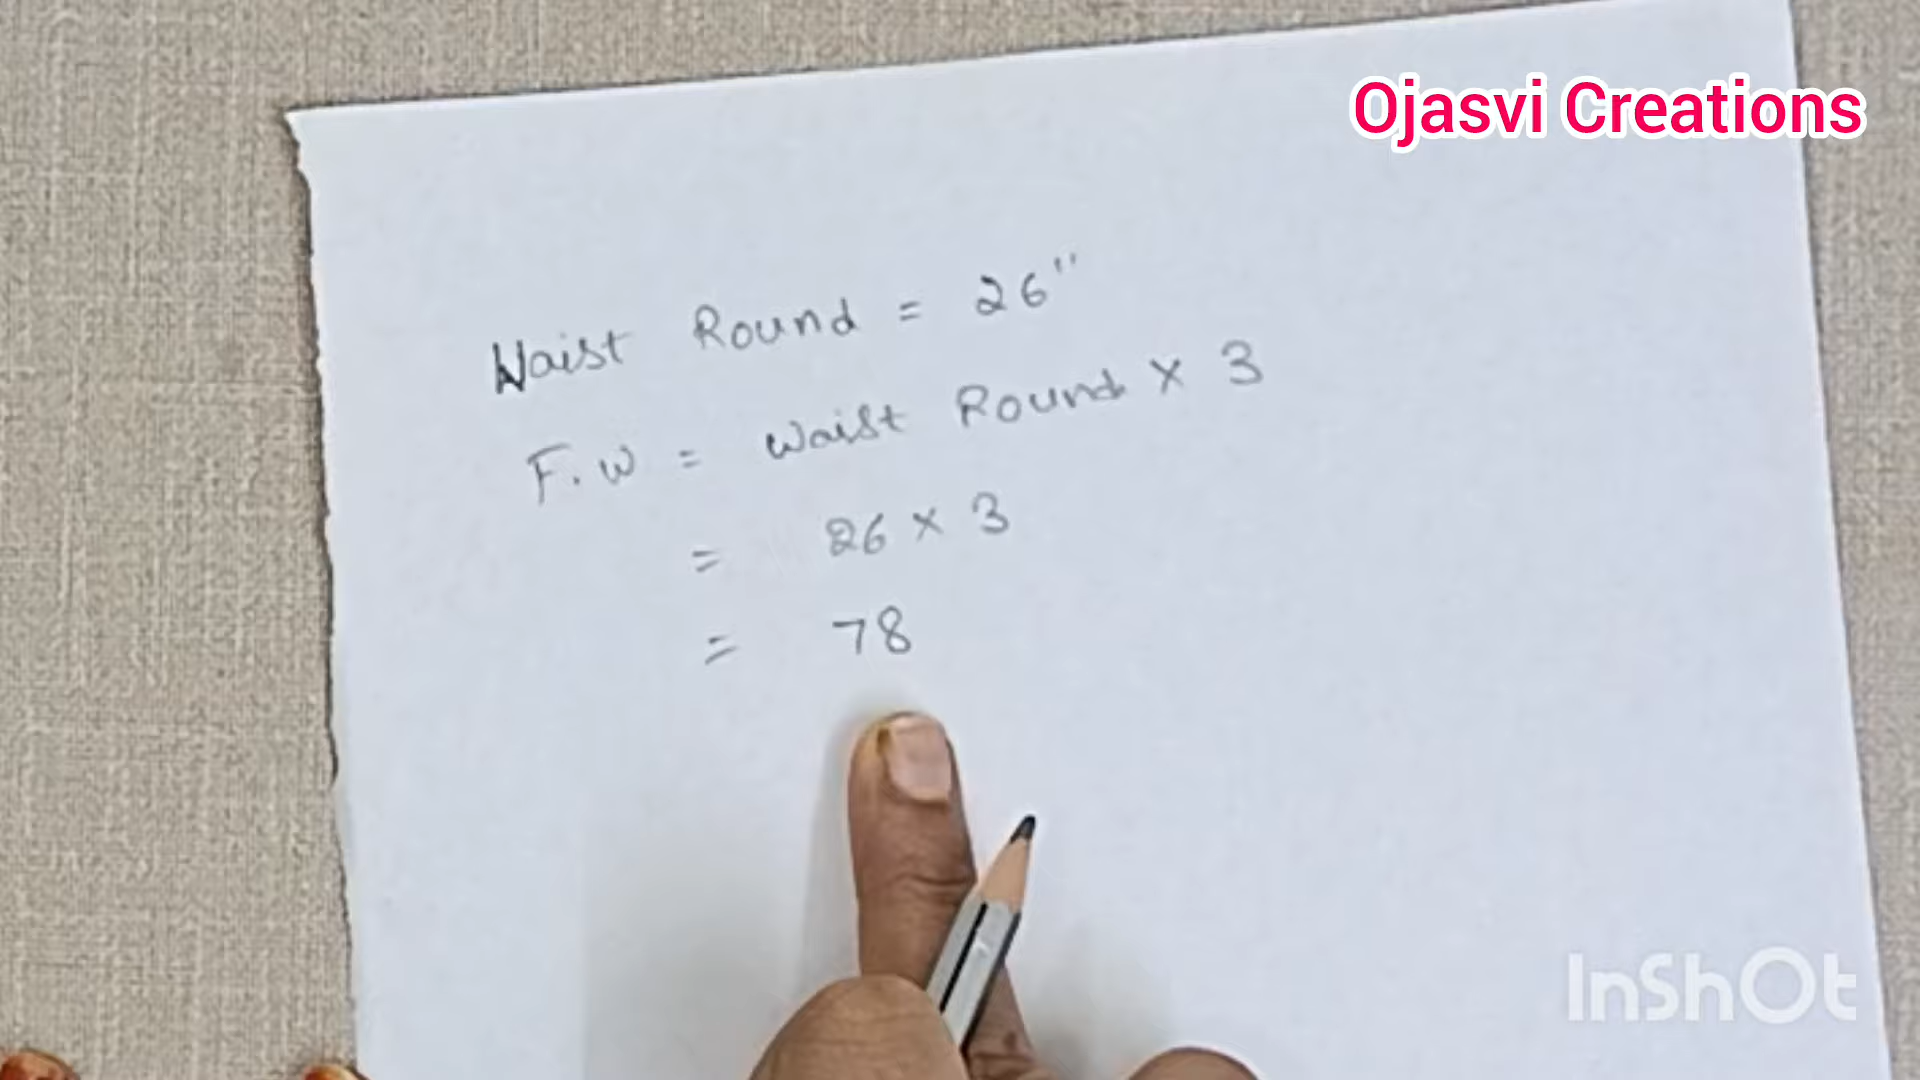 Ojasvi Creations
Waist Round = 26"
F.W = Waist Round × 3
= 26 × 3
= 78
InShOt